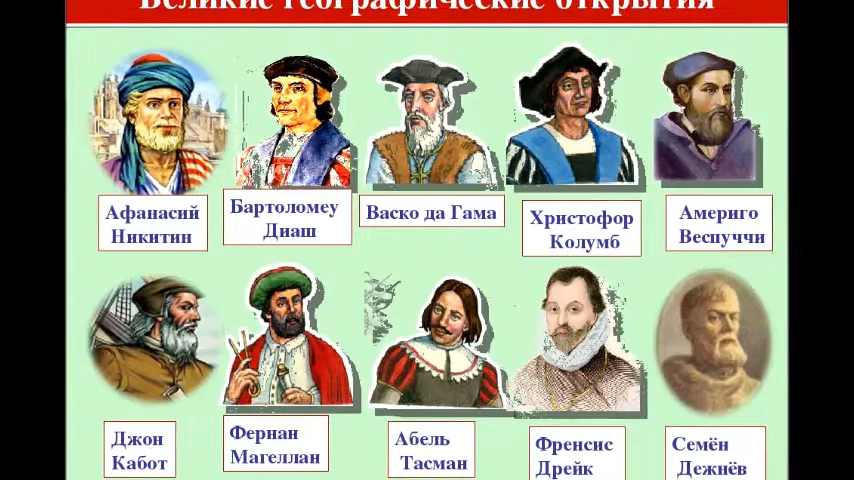 Великие географические открытия
Афанасий
Никитин
Бартоломеу
Диаш
Васко да Гама
Христофор
Колумб
Америго
Веспуччи
Джон
Кабот
Фернан
Магеллан
Абель
Тасман
Френсис
Дрейк
Семён
Дежнёв